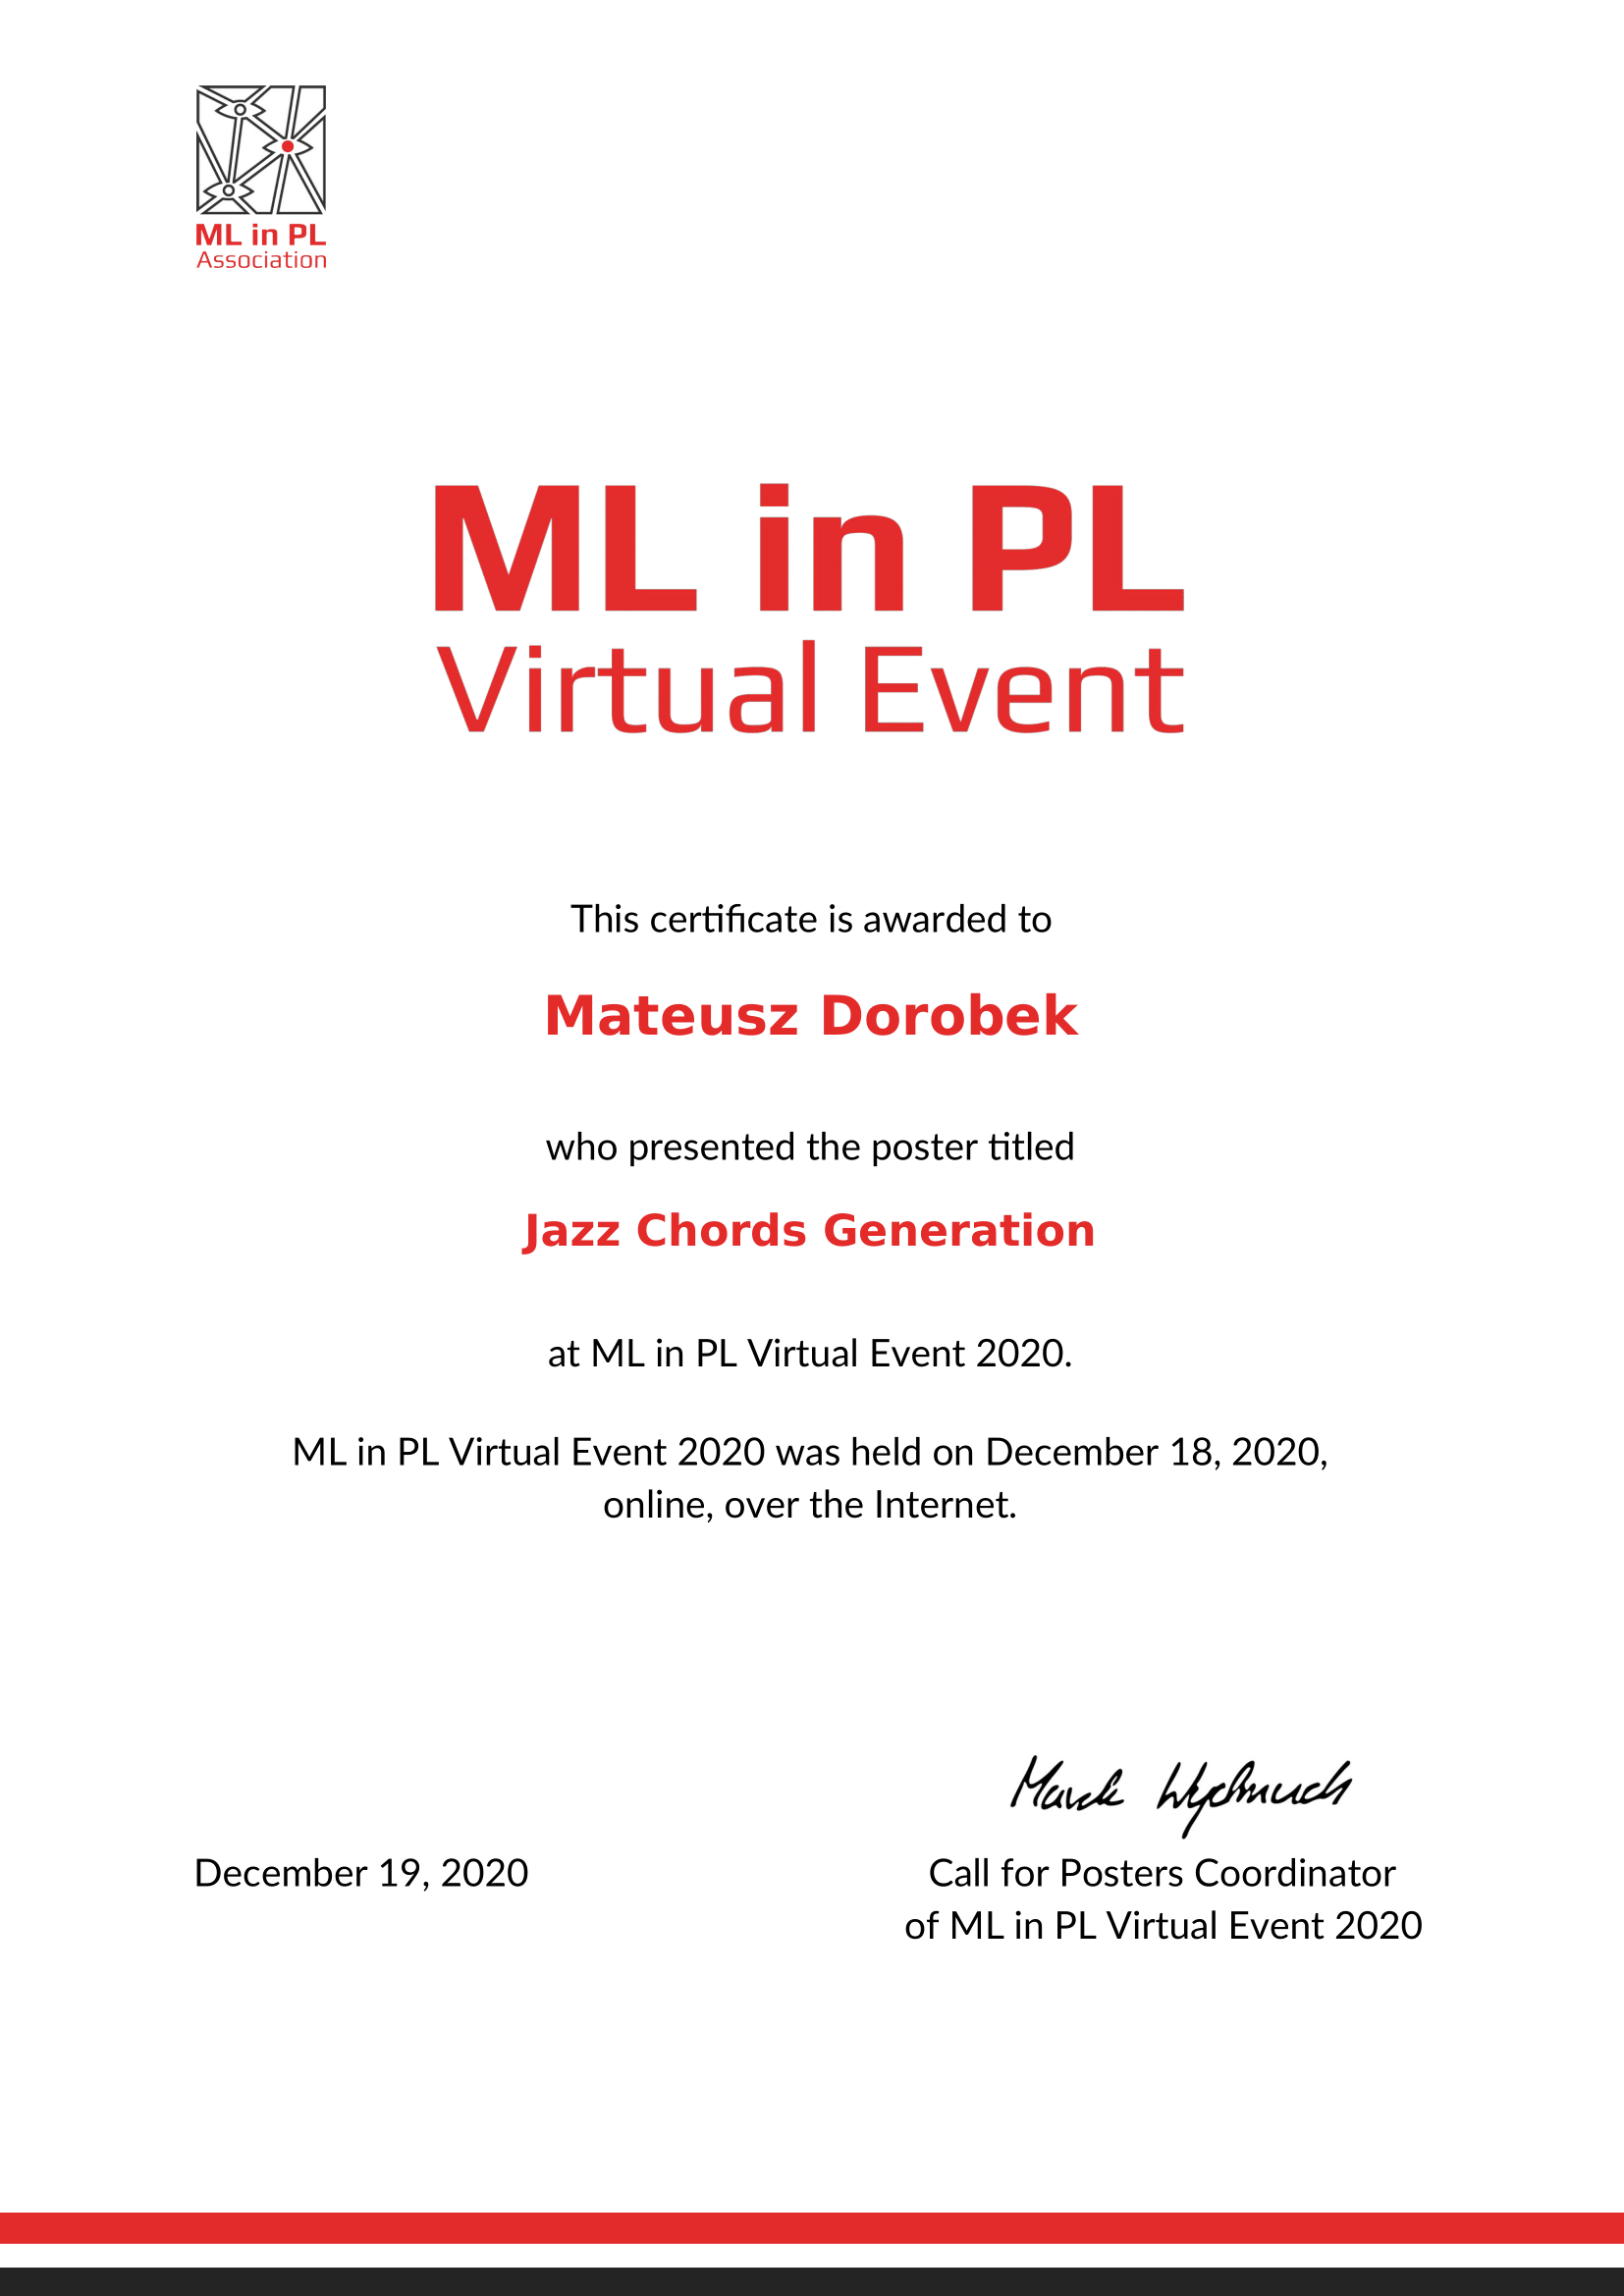 ML in PL
Association
ML in PL
Virtual Event
This certificate is awarded to
Mateusz Dorobek
who presented the poster titled
Jazz Chords Generation
at ML in PL Virtual Event 2020.
ML in PL Virtual Event 2020 was held on December 18, 2020,
online, over the Internet.
December 19, 2020
Call for Posters Coordinator
of ML in PL Virtual Event 2020